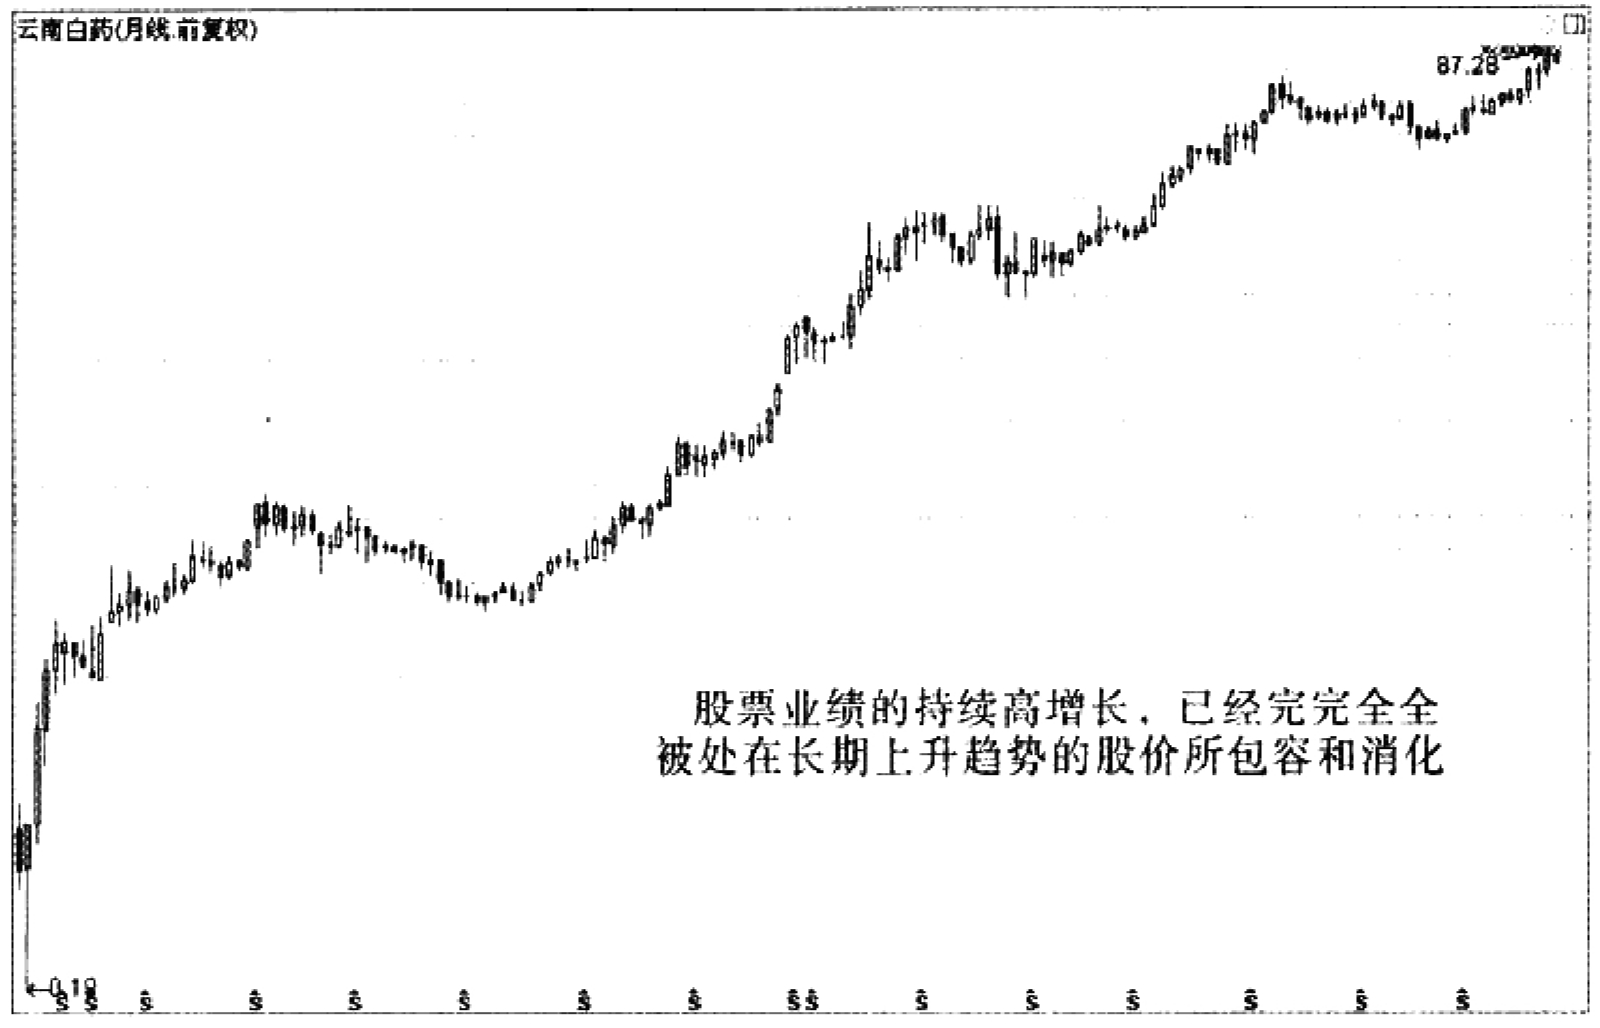 云南白药(月线.前复权)
87.28
股票业绩的持续高增长，已经完完全全
被处在长期上升趋势的股价所包容和消化